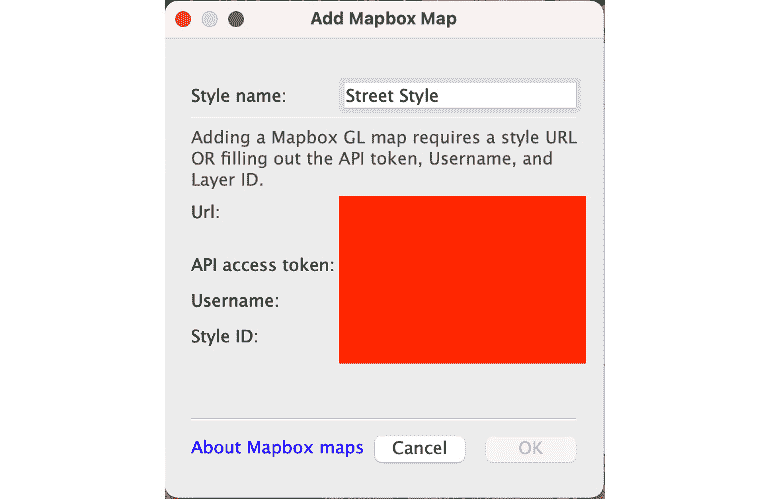 Add Mapbox Map
Style name:
Street Style
Adding a Mapbox GL map requires a style URL
OR filling out the API token, Username, and
Layer ID.
Url:
API access token:
Username:
Style ID:
About Mapbox maps
Cancel
OK